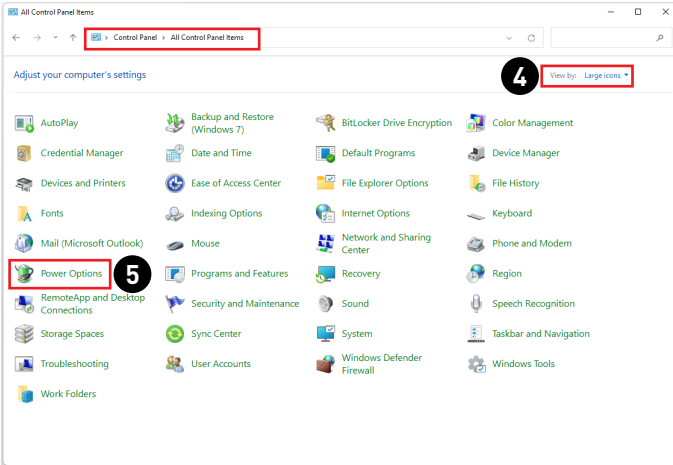 All Control Panel Items
Control Panel > All Control Panel Items
Adjust your computer's settings
4
View by: Large icons
AutoPlay
Backup and Restore
(Windows 7)
BitLocker Drive Encryption
Color Management
Credential Manager
Date and Time
Default Programs
Device Manager
Devices and Printers
Ease of Access Center
File Explorer Options
File History
Fonts
Indexing Options
Internet Options
Keyboard
Mail (Microsoft Outlook)
Mouse
Network and Sharing
Center
Phone and Modem
Power Options
5
Programs and Features
Recovery
Region
RemoteApp and Desktop
Connections
Security and Maintenance
Sound
Speech Recognition
Storage Spaces
Sync Center
System
Taskbar and Navigation
Troubleshooting
User Accounts
Windows Defender
Firewall
Windows Tools
Work Folders